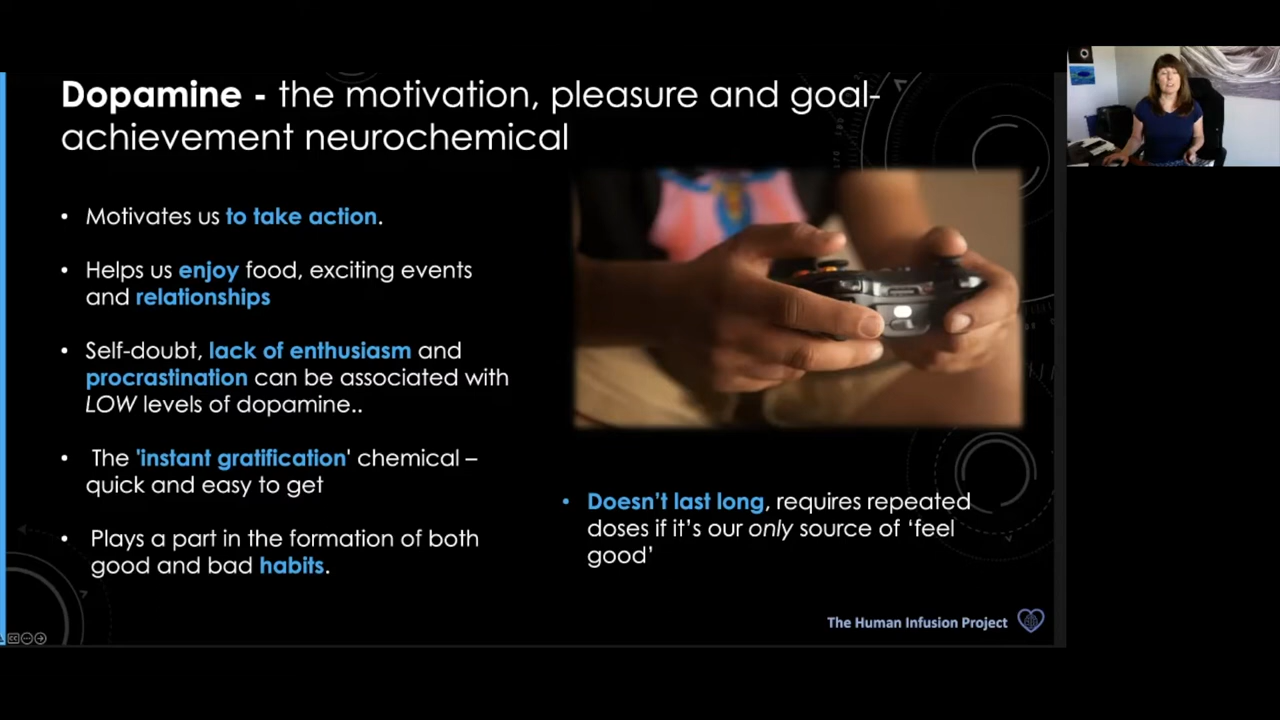 Dopamine - the motivation, pleasure and goal-
achievement neurochemical
• Motivates us to take action.
• Helps us enjoy food, exciting events
and relationships
• Self-doubt, lack of enthusiasm and
procrastination can be associated with
LOW levels of dopamine..
• The 'instant gratification' chemical –
quick and easy to get
• Plays a part in the formation of both
good and bad habits.
• Doesn’t last long, requires repeated
doses if it’s our only source of ‘feel
good’
The Human Infusion Project